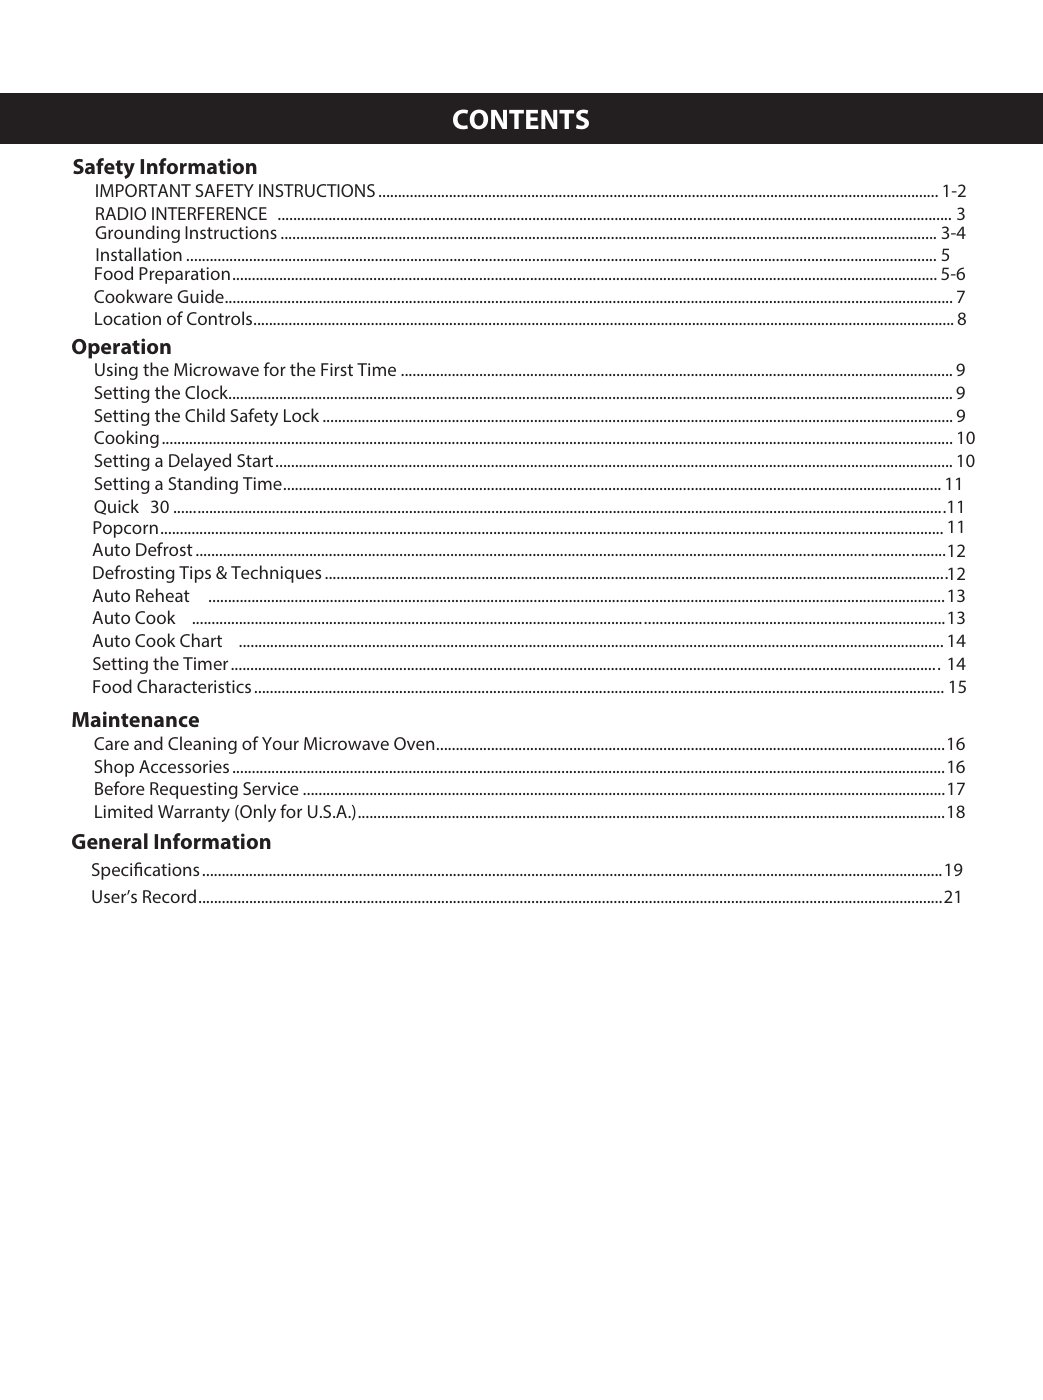 CONTENTS
Safety Information
IMPORTANT SAFETY INSTRUCTIONS ........ 1-2
RADIO INTERFERENCE ........ 3
Grounding Instructions ........ 3-4
Installation ........ 5
Food Preparation ........ 5-6
Cookware Guide ........ 7
Location of Controls ........ 8
Operation
Using the Microwave for the First Time ........ 9
Setting the Clock ........ 9
Setting the Child Safety Lock ........ 9
Cooking ........ 10
Setting a Delayed Start ........ 10
Setting a Standing Time ........ 11
Quick 30 ........ 11
Popcorn ........ 11
Auto Defrost ........ 12
Defrosting Tips & Techniques ........ 12
Auto Reheat ........ 13
Auto Cook ........ 13
Auto Cook Chart ........ 14
Setting the Timer ........ 14
Food Characteristics ........ 15
Maintenance
Care and Cleaning of Your Microwave Oven ........ 16
Shop Accessories ........ 16
Before Requesting Service ........ 17
Limited Warranty (Only for U.S.A.) ........ 18
General Information
Specifications ........ 19
User’s Record ........ 21